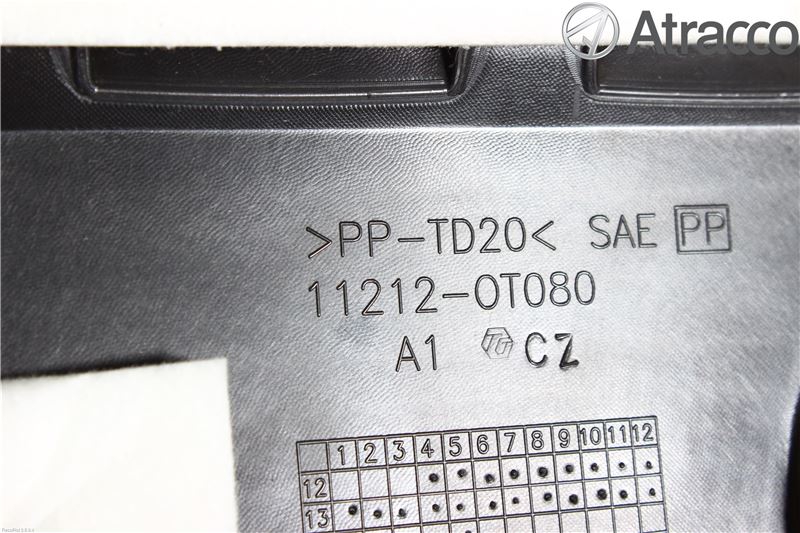 Atracco
>PP-TD20< SAE PP
11212-0T080
A1 TG CZ
1 2 3 4 5 6 7 8 9 10 11 12
12
13